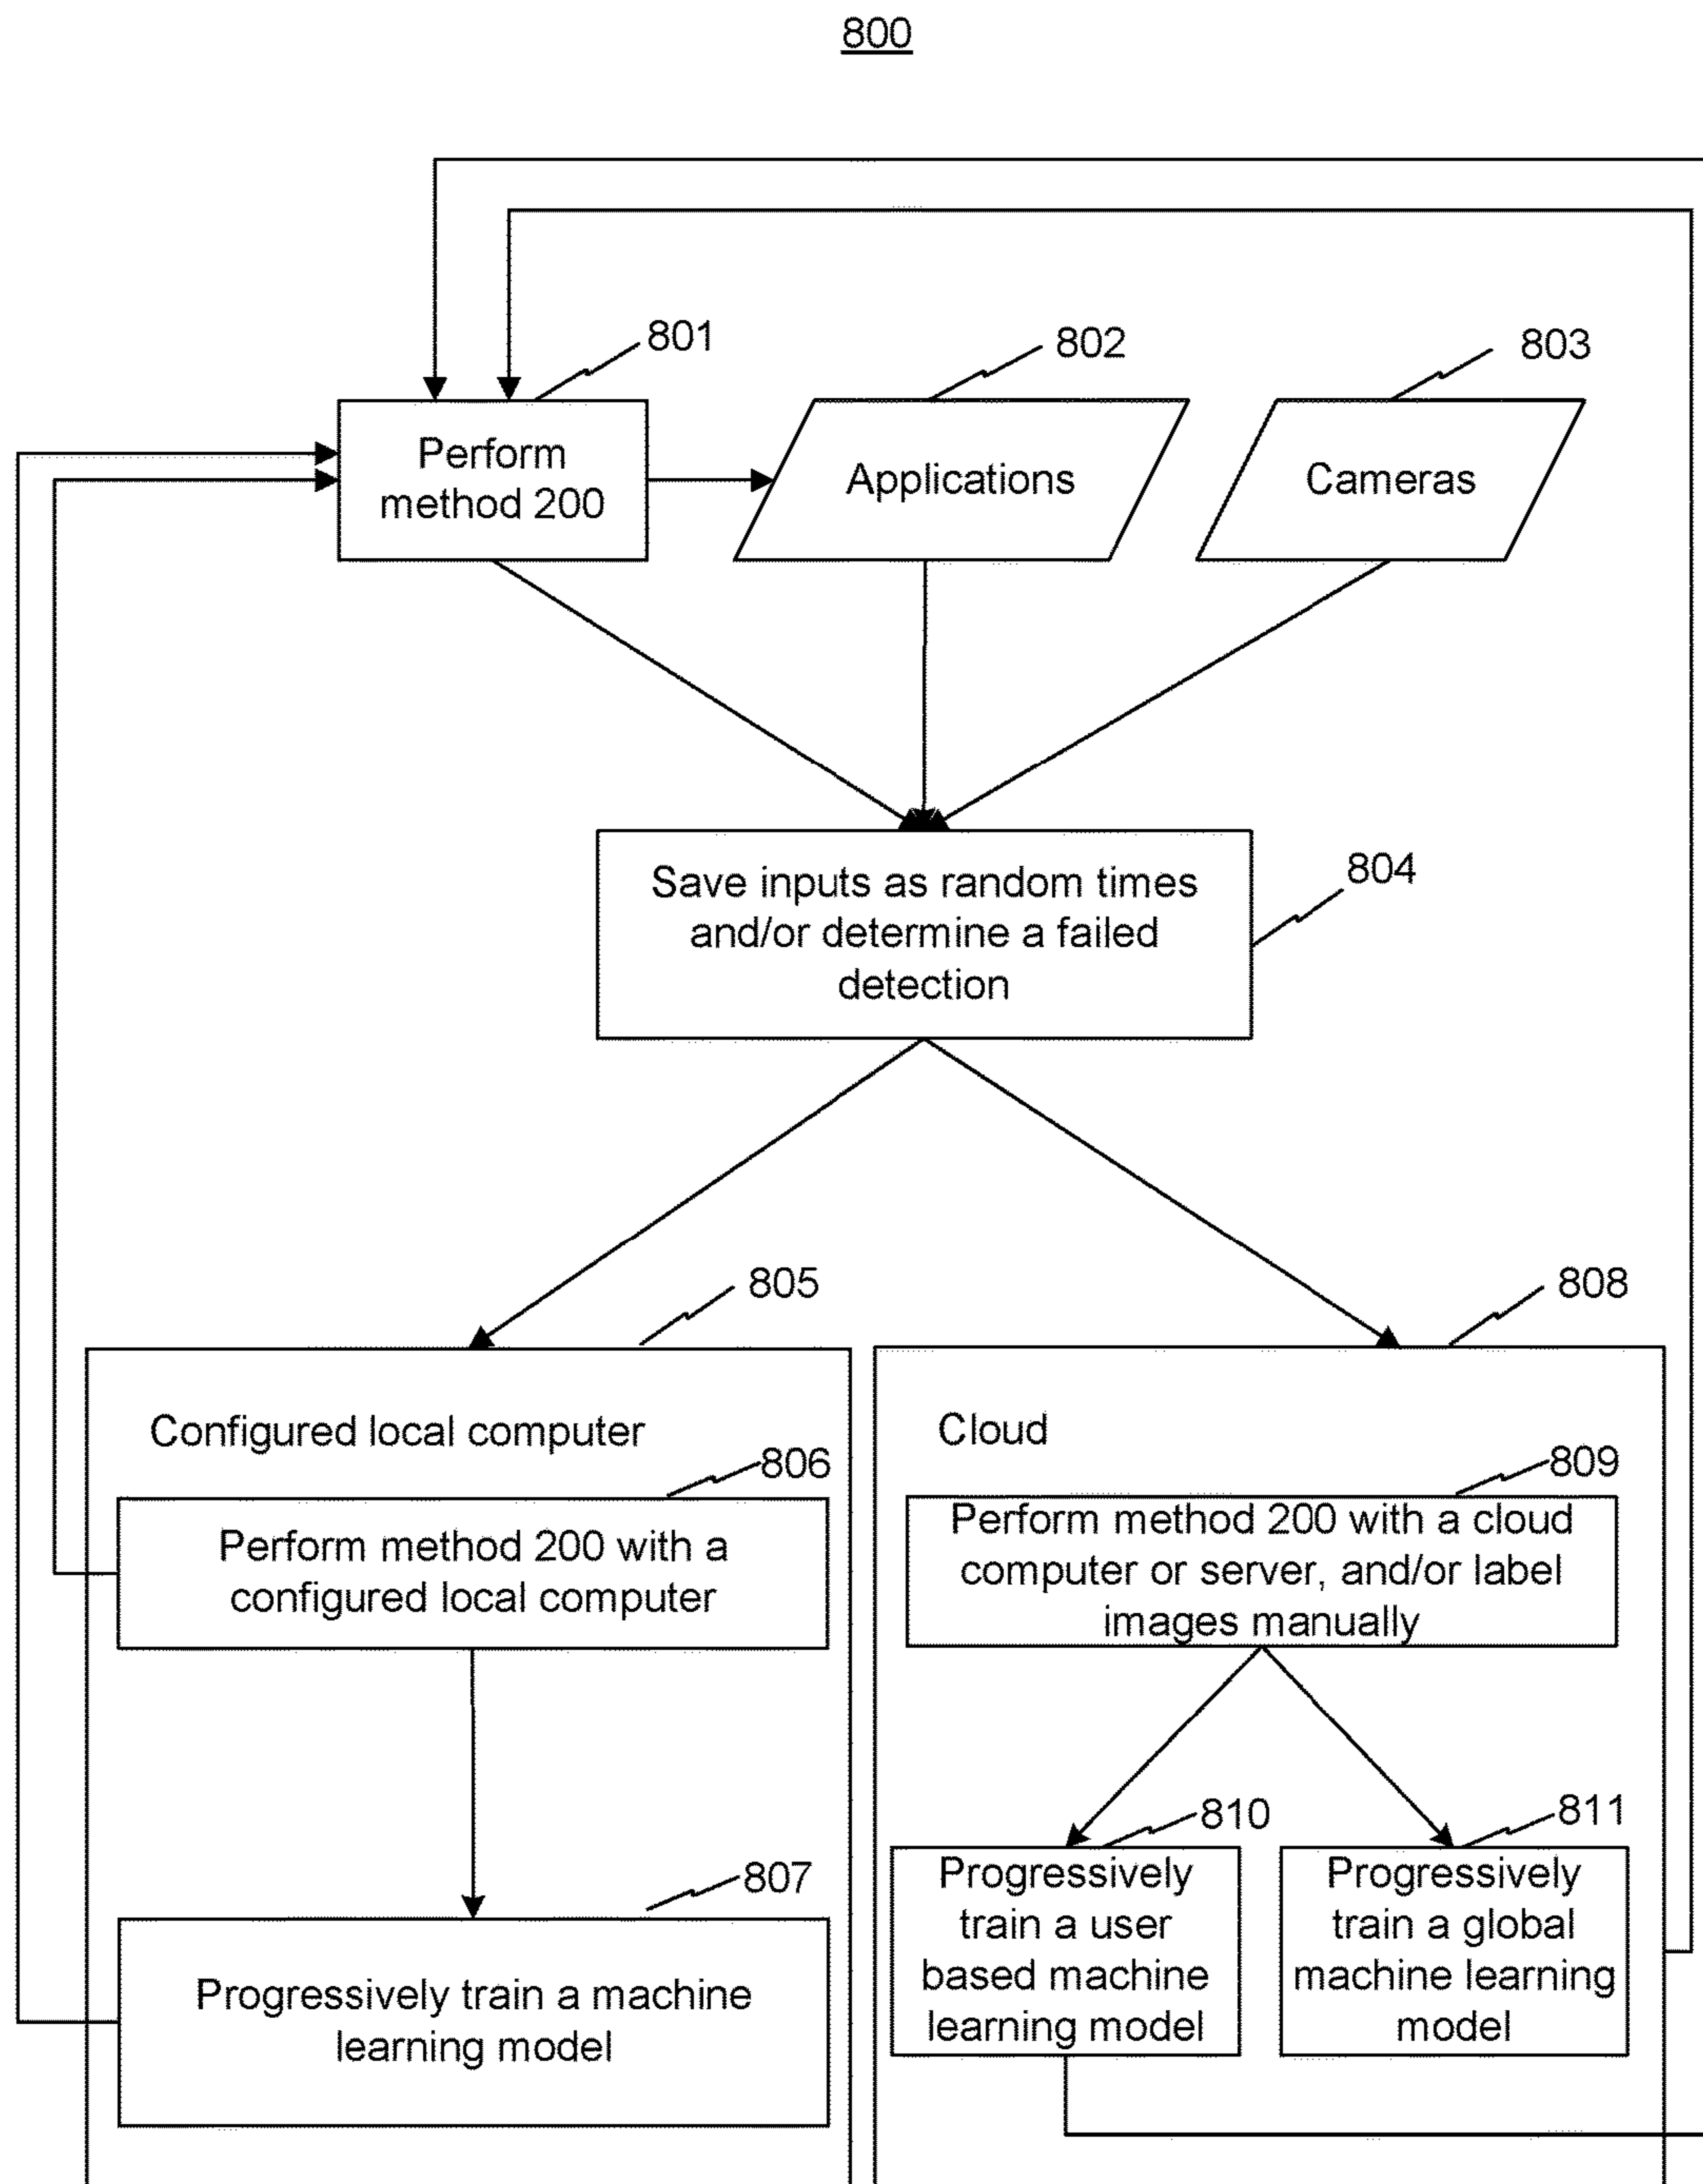 800
801
802
803
Perform
method 200
Applications
Cameras
Save inputs as random times
and/or determine a failed
detection
804
805
808
Configured local computer
Cloud
806
809
Perform method 200 with a
configured local computer
Perform method 200 with a cloud
computer or server, and/or label
images manually
807
810
811
Progressively train a machine
learning model
Progressively
train a user
based machine
learning model
Progressively
train a global
machine learning
model